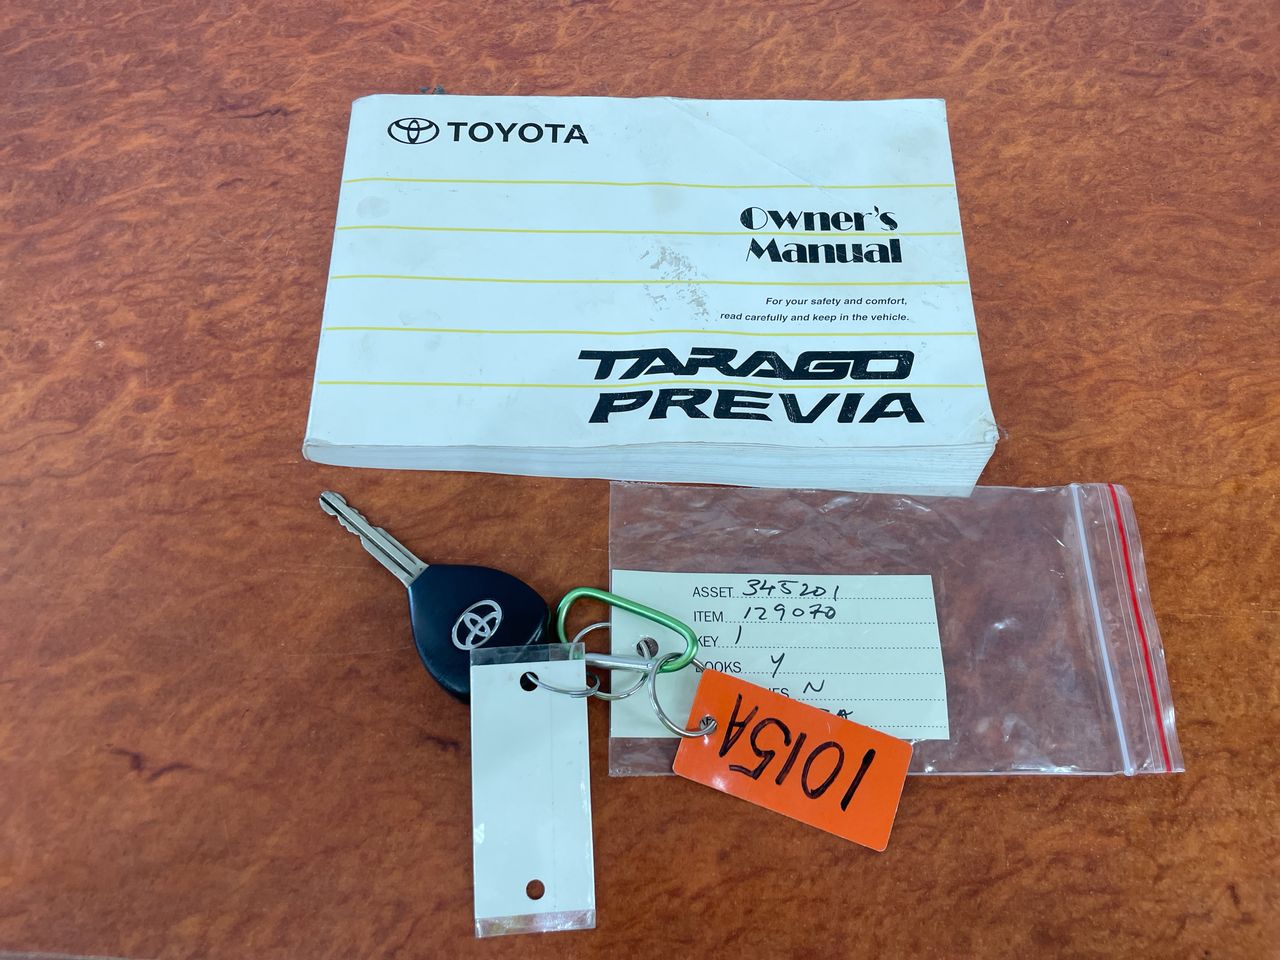 TOYOTA
Owner's
Manual
For your safety and comfort,
read carefully and keep in the vehicle.
TARAGO
PREVIA
ASSET 345201
ITEM 129070
KEY 1
BOOKS Y
N
1015A